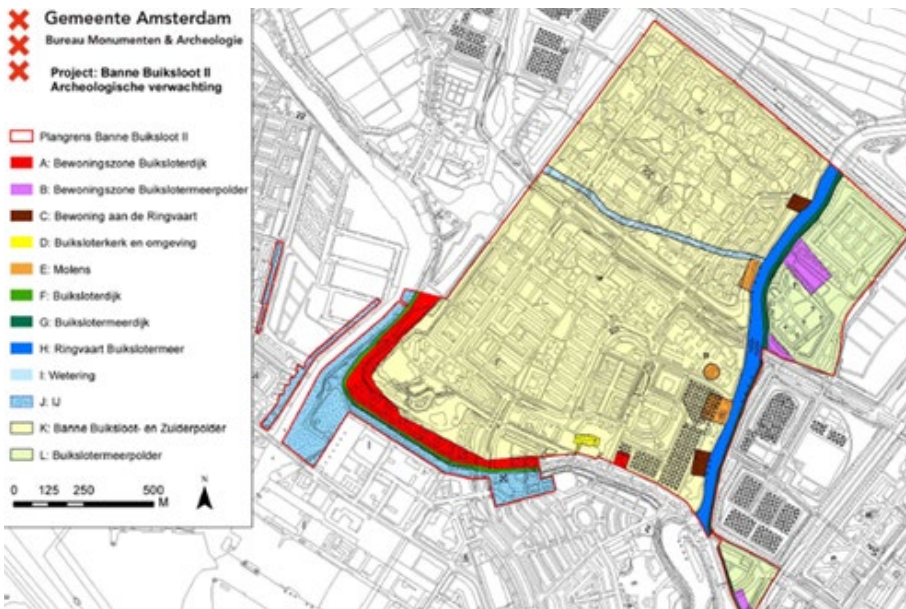 Gemeente Amsterdam
Bureau Monumenten & Archeologie
Project: Banne Buiksloot II
Archeologische verwachting
Plangrens Banne Buiksloot II
A: Bewoningszone Buiksloterdijk
B: Bewoningszone Buikslotermeerpolder
C: Bewoning aan de Ringvaart
D: Buiksloterkerk en omgeving
E: Molens
F: Buiksloterdijk
G: Buikslotermeerdijk
H: Ringvaart Buikslotermeer
I: Wetering
J: IJ
K: Banne Buiksloot- en Zuiderpolder
L: Buikslotermeerpolder
N
0 125 250 500
M